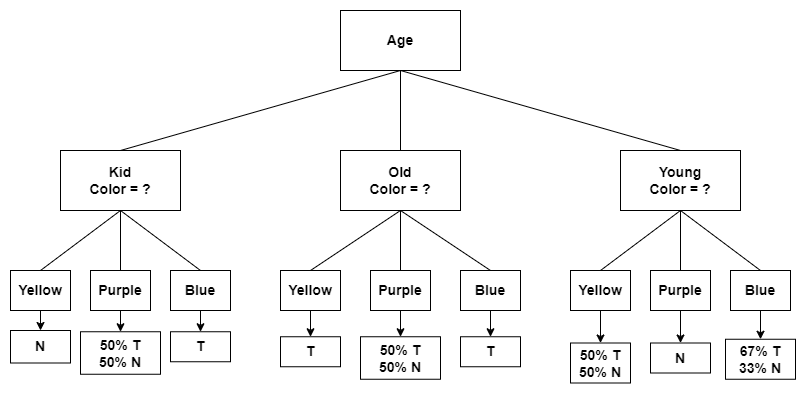 Age
Kid
Color = ?
Old
Color = ?
Young
Color = ?
Yellow
Purple
Blue
Yellow
Purple
Blue
Yellow
Purple
Blue
N
50% T
50% N
T
T
50% T
50% N
T
50% T
50% N
N
67% T
33% N